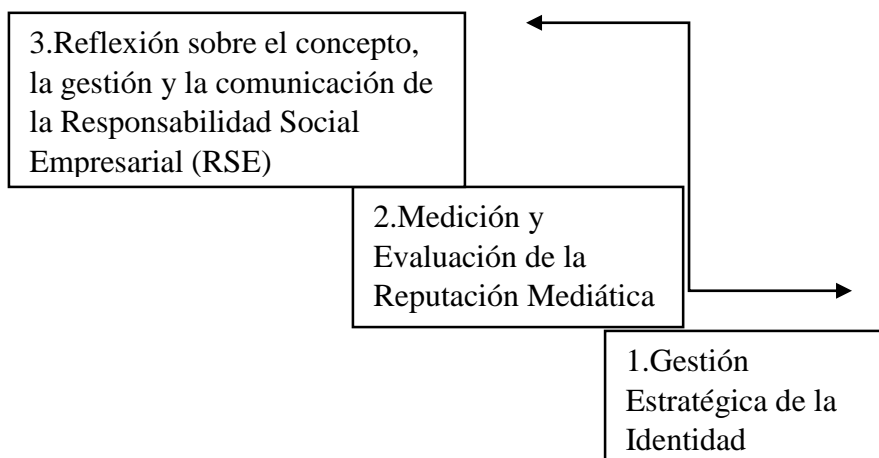 3.Reflexión sobre el concepto,
la gestión y la comunicación de
la Responsabilidad Social
Empresarial (RSE)
2.Medición y
Evaluación de la
Reputación Mediática
1.Gestión
Estratégica de la
Identidad